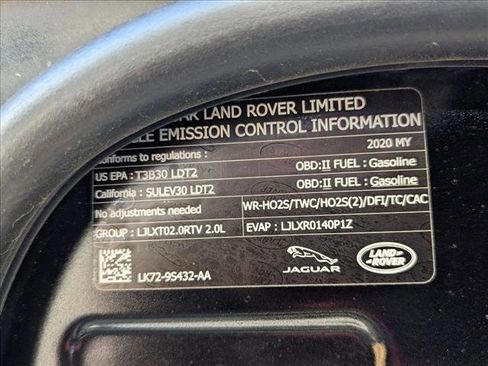 AR LAND ROVER LIMITED
LE EMISSION CONTROL INFORMATION
onforms to regulations : 2020 MY
US EPA : T3B30 LDT2 OBD:II FUEL : Gasoline
California : SULEV30 LDT2 OBD:II FUEL : Gasoline
No adjustments needed WR-HO2S/TWC/HO2S(2)/DFI/TC/CAC
GROUP : LJLXT02.0RTV 2.0L EVAP : LJLXR0140P1Z
LK72-9S432-AA JAGUAR LAND ROVER